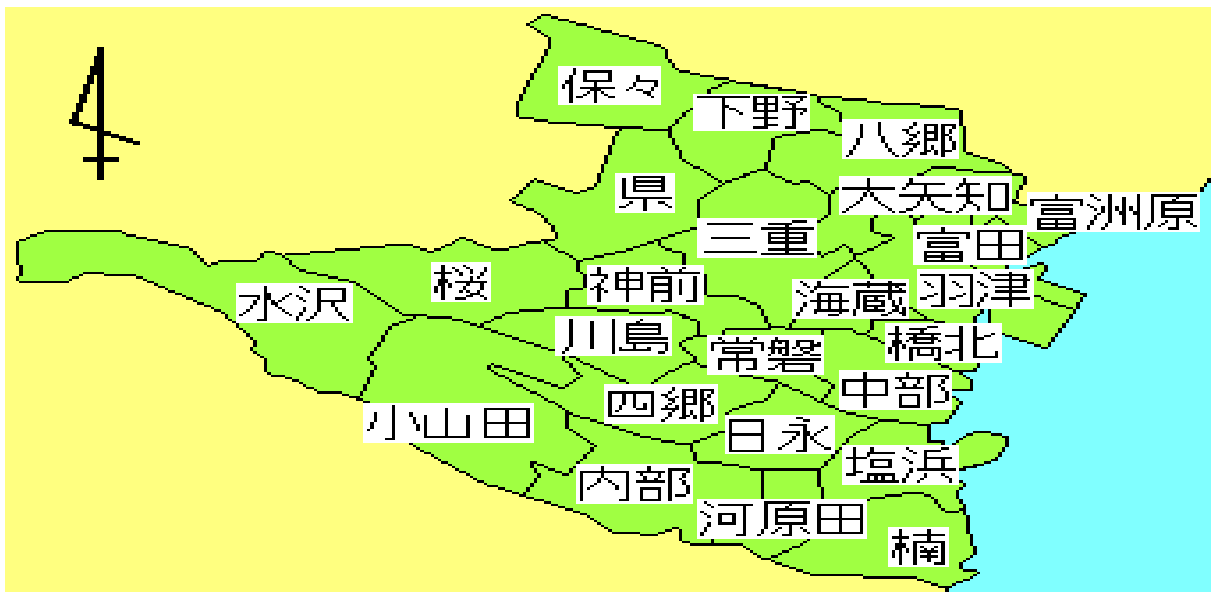 保々
下野
八郷
県
大矢知
富洲原
三重
富田
桜
神前
水沢
海蔵
羽津
川島
常磐
橋北
中部
四郷
小山田
日永
塩浜
内部
河原田
楠